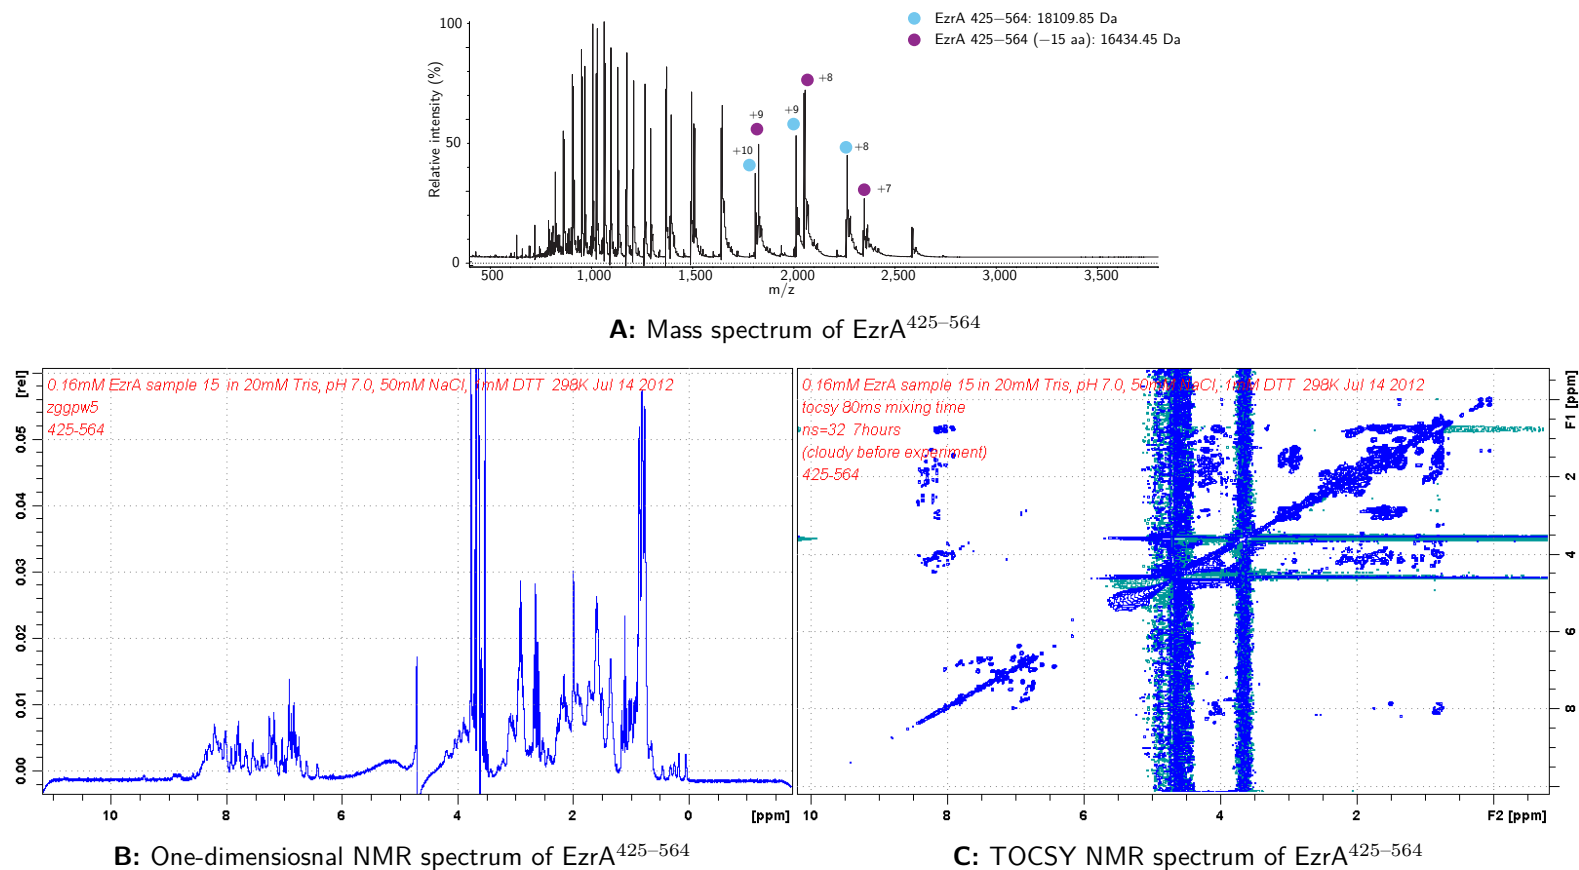 EzrA 425–564: 18109.85 Da
EzrA 425–564 (−15 aa): 16434.45 Da
Relative intensity (%)
100
50
0
+10
+9
+9
+8
+8
+7
500 1,000 1,500 2,000 2,500 3,000 3,500
m/z
A: Mass spectrum of EzrA425–564
0.16mM EzrA sample 15 in 20mM Tris, pH 7.0, 50mM NaCl, 1mM DTT 298K Jul 14 2012
zggpw5
425-564
[rel]
0.05
0.04
0.03
0.02
0.01
0.00
10 8 6 4 2 0 [ppm]
B: One-dimensiosnal NMR spectrum of EzrA425–564
0.16mM EzrA sample 15 in 20mM Tris, pH 7.0, 50mM NaCl, 1mM DTT 298K Jul 14 2012
tocsy 80ms mixing time
ns=32 7hours
(cloudy before experiment)
425-564
F1 [ppm]
2
4
6
8
10 8 6 4 2 F2 [ppm]
C: TOCSY NMR spectrum of EzrA425–564